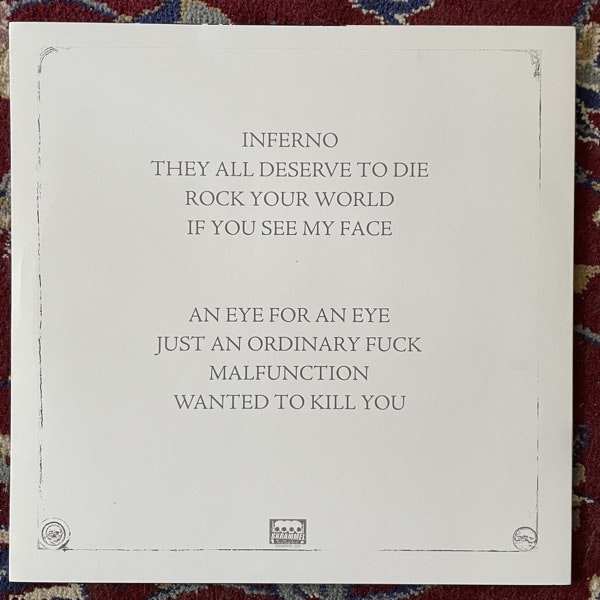 INFERNO
THEY ALL DESERVE TO DIE
ROCK YOUR WORLD
IF YOU SEE MY FACE
AN EYE FOR AN EYE
JUST AN ORDINARY FUCK
MALFUNCTION
WANTED TO KILL YOU
SKRAMMEL